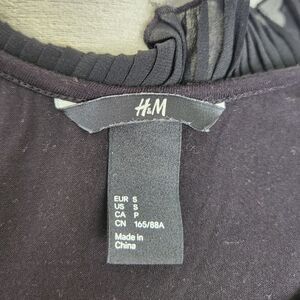 H&M
EUR S
US S
CA P
CN 165/88A
Made in
China